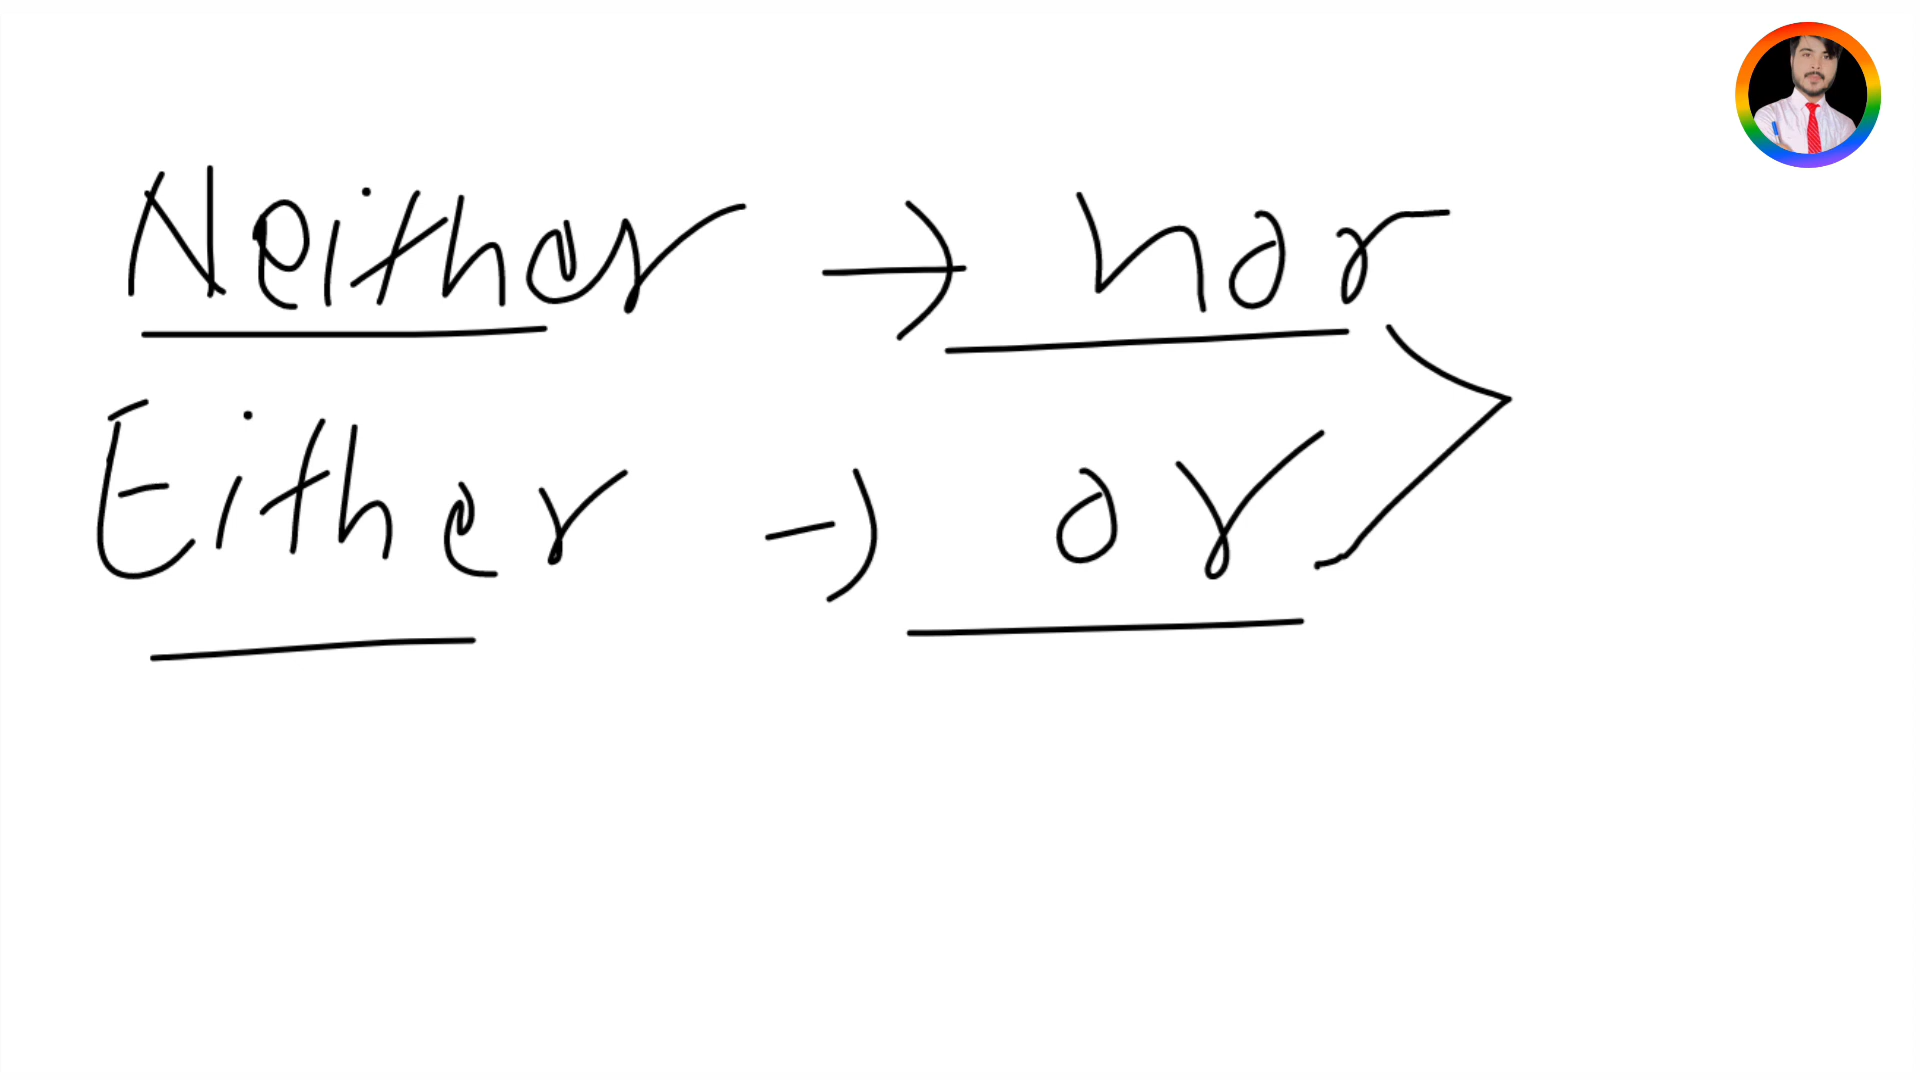 Neither → nor
Either → or